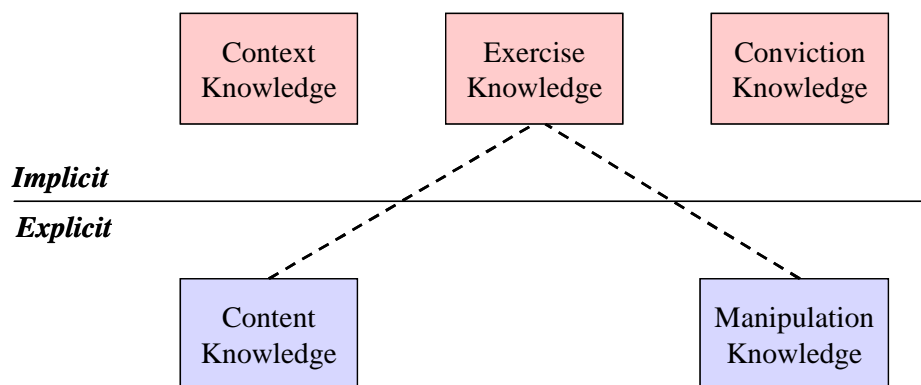 Context
Knowledge
Exercise
Knowledge
Conviction
Knowledge
Implicit
Explicit
Content
Knowledge
Manipulation
Knowledge